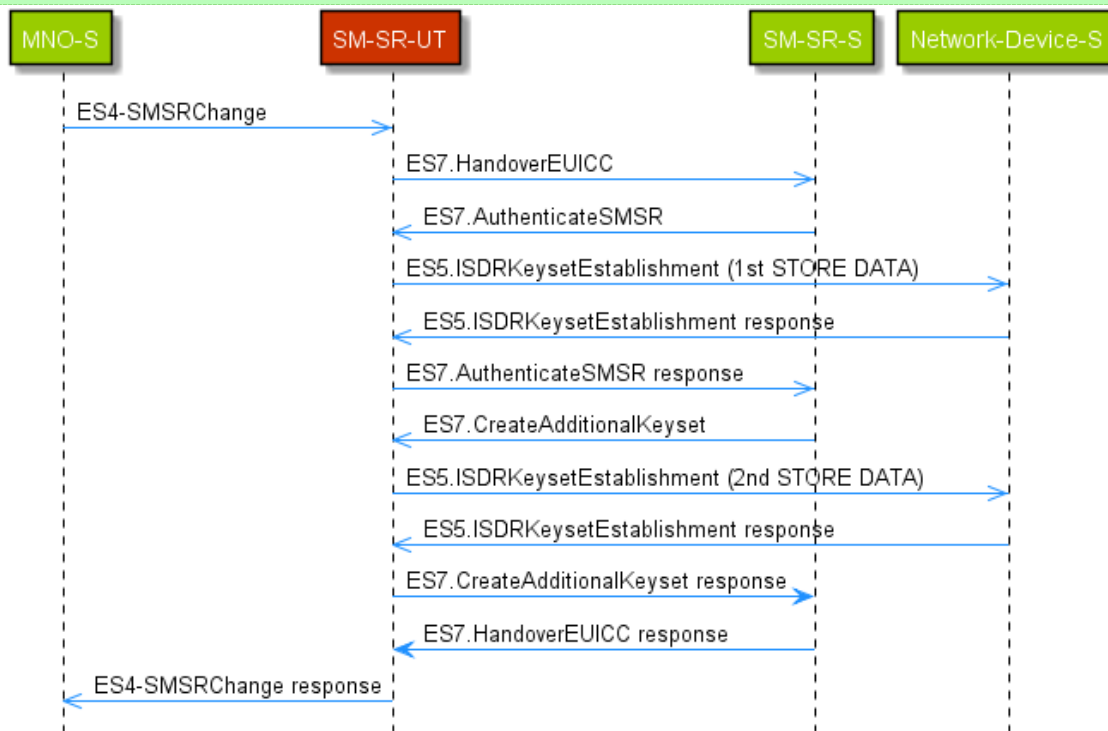 MNO-S
SM-SR-UT
SM-SR-S
Network-Device-S
ES4-SMSRChange
ES7.HandoverEUICC
ES7.AuthenticateSMSR
ES5.ISDRKeysetEstablishment (1st STORE DATA)
ES5.ISDRKeysetEstablishment response
ES7.AuthenticateSMSR response
ES7.CreateAdditionalKeyset
ES5.ISDRKeysetEstablishment (2nd STORE DATA)
ES5.ISDRKeysetEstablishment response
ES7.CreateAdditionalKeyset response
ES7.HandoverEUICC response
ES4-SMSRChange response